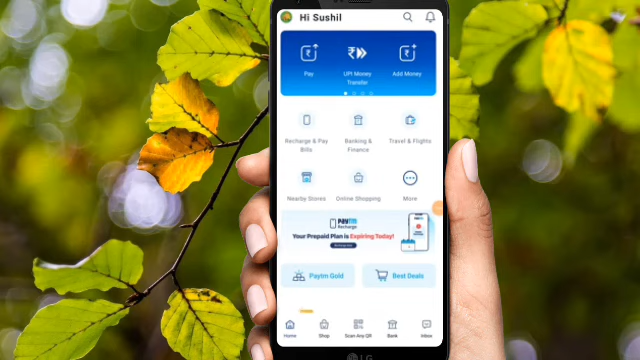 Hi Sushil
Pay
UPI Money
Transfer
Add Money
Recharge & Pay
Bills
Banking &
Finance
Travel & Flights
Nearby Stores
Online Shopping
More
PAYTM
Recharge
Your Prepaid Plan is Expiring Today!
Paytm Gold
Best Deals
Home
Shop
Scan Any QR
Bank
Inbox
LG